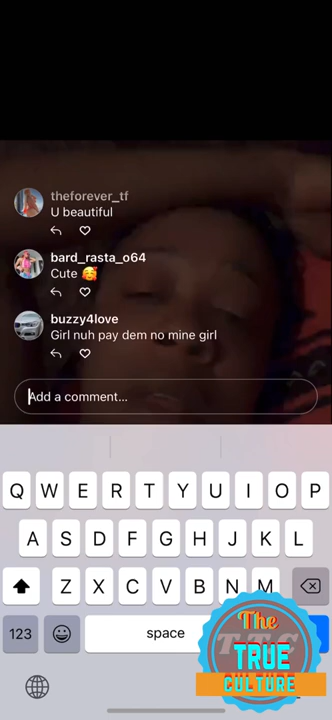 theforever_tf
U beautiful
bard_rasta_o64
Cute 🥰
buzzy4love
Girl nuh pay dem no mine girl
Add a comment...
Q W E R T Y U I O P
A S D F G H J K L
Z X C V B N M
123
space
The
T.T.C
TRUE
CULTURE